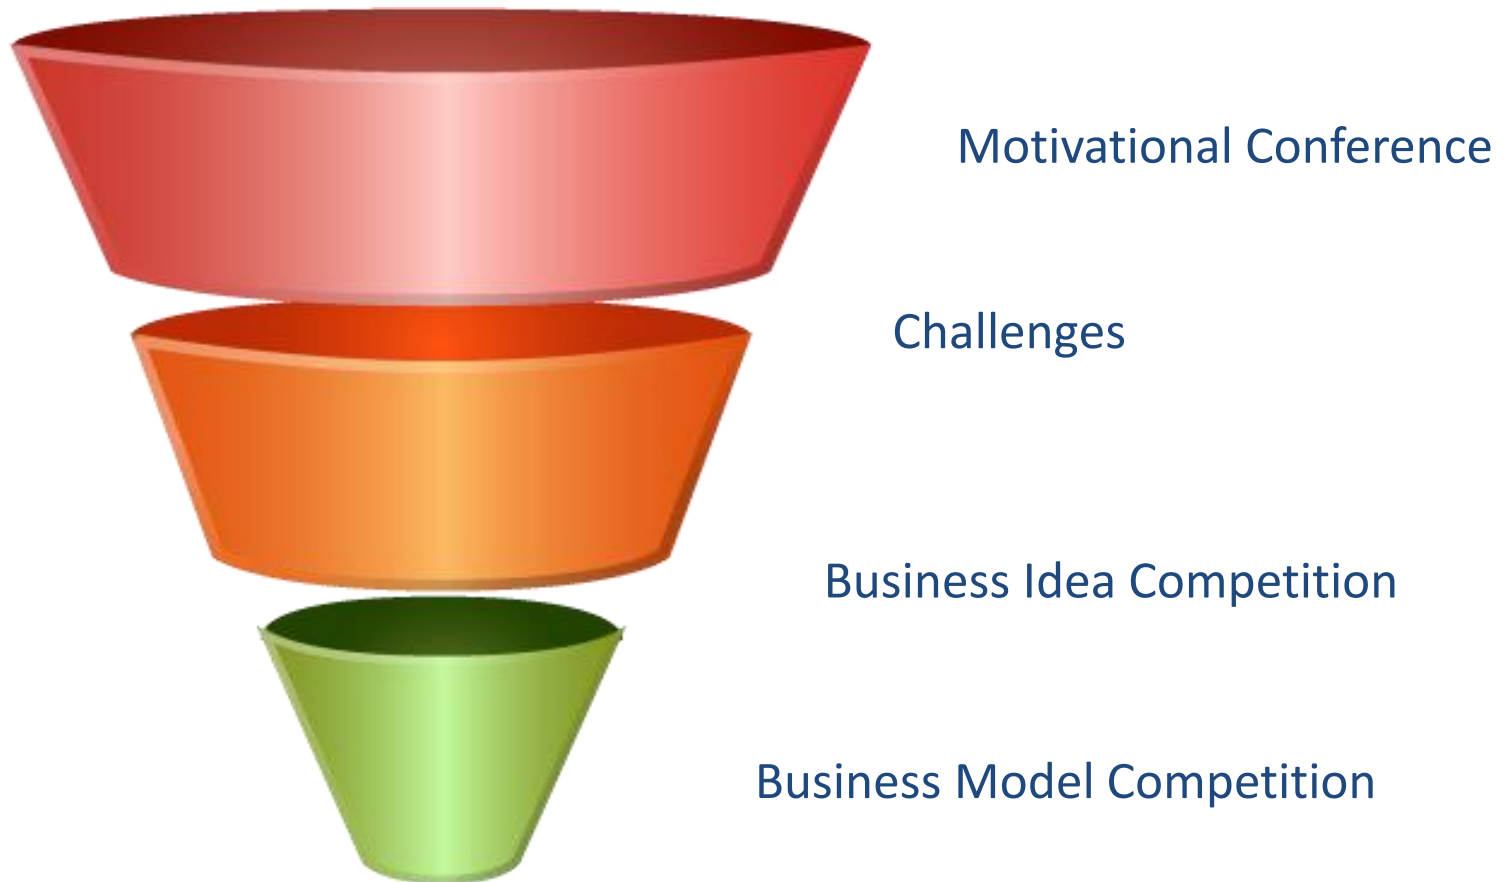 Motivational Conference
Challenges
Business Idea Competition
Business Model Competition